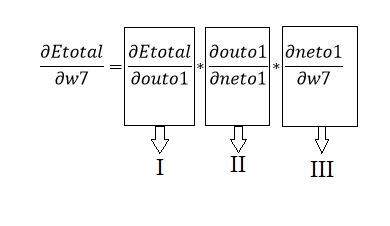 ∂Etotal/∂w7 = ∂Etotal/∂outo1 * ∂outo1/∂neto1 * ∂neto1/∂w7
I II III